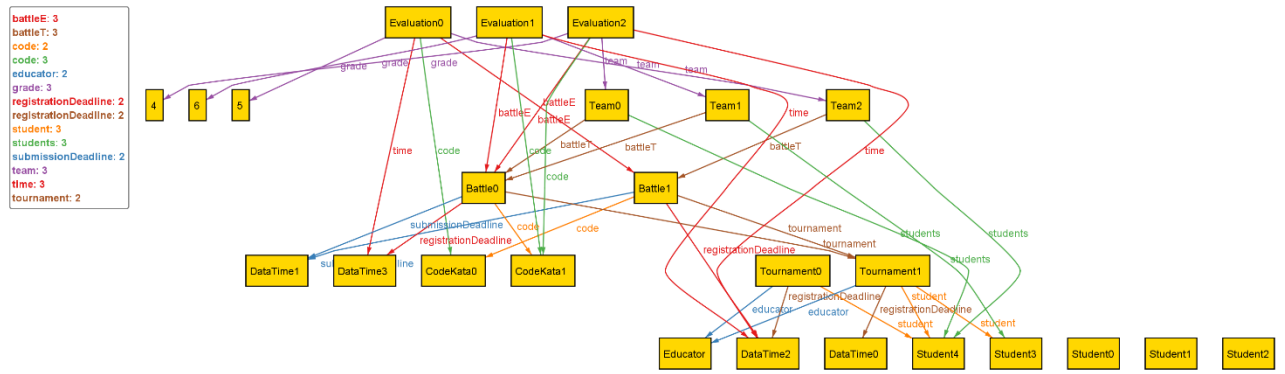 battleE: 3
battleT: 3
code: 2
code: 3
educator: 2
grade: 3
registrationDeadline: 2
registrationDeadline: 2
student: 3
students: 3
submissionDeadline: 2
team: 3
time: 3
tournament: 2
Evaluation0 Evaluation1 Evaluation2
grade grade grade team team team
4 6 5 Team0 Team1 Team2
battleE battleE battleE time
time code code code battleT battleT time
Battle0 Battle1
submissionDeadline code code tournament students students
registrationDeadline registrationDeadline tournament students
DataTime1 DataTime3 CodeKata0 CodeKata1 Tournament0 Tournament1
educator educator registrationDeadline registrationDeadline student student student
Educator DataTime2 DataTime0 Student4 Student3 Student0 Student1 Student2